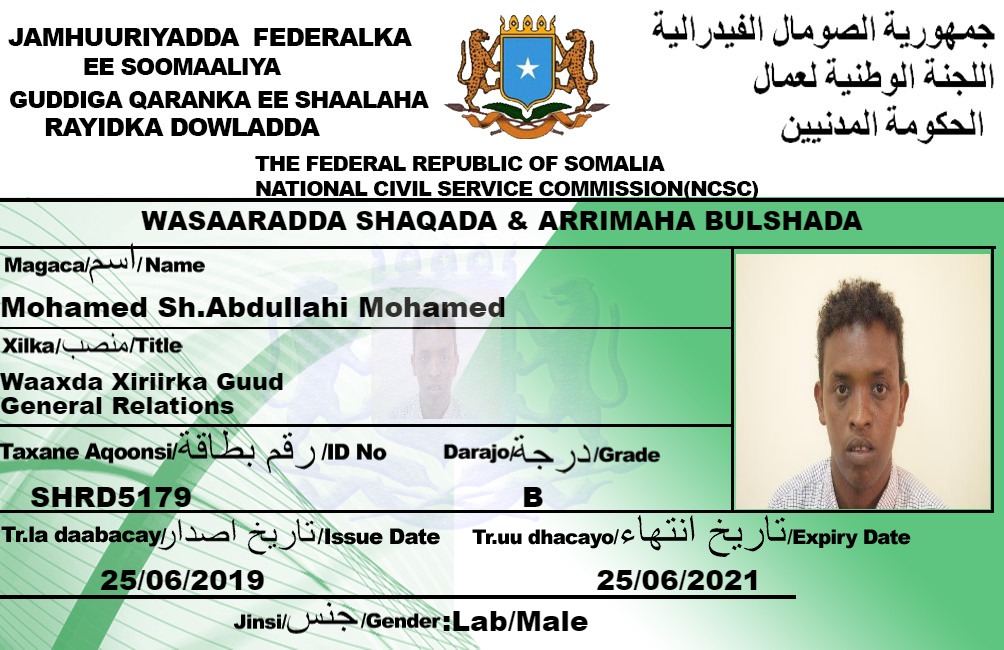 JAMHUURIYADDA FEDERALKA
EE SOOMAALIYA
GUDDIGA QARANKA EE SHAALAHA
RAYIDKA DOWLADDA
جمهورية الصومال الفيدرالية
اللجنة الوطنية لعمال
الحكومة المدنيين
THE FEDERAL REPUBLIC OF SOMALIA
NATIONAL CIVIL SERVICE COMMISSION(NCSC)
WASAARADDA SHAQADA & ARRIMAHA BULSHADA
Magaca/اسم/Name
Mohamed Sh.Abdullahi Mohamed
Xilka/منصب/Title
Waaxda Xiriirka Guud
General Relations
Taxane Aqoonsi/رقم بطاقة/ID No
Darajo/درجة/Grade
SHRD5179
B
Tr.la daabacay/تاريخ اصدار/Issue Date
Tr.uu dhacayo/تاريخ انتهاء/Expiry Date
25/06/2019
25/06/2021
Jinsi/جنس/Gender:Lab/Male